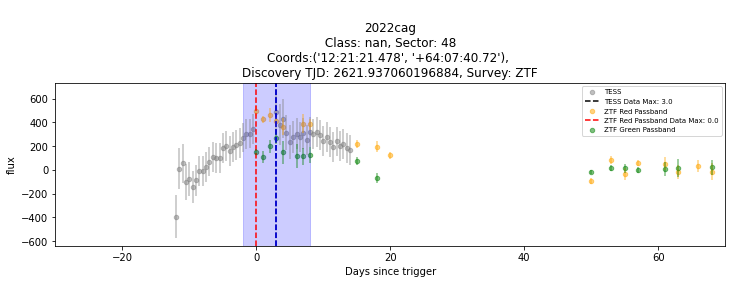 2022cag
Class: nan, Sector: 48
Coords:('12:21:21.478', '+64:07:40.72'),
Discovery TJD: 2621.937060196884, Survey: ZTF
TESS
TESS Data Max: 3.0
ZTF Red Passband
ZTF Red Passband Data Max: 0.0
ZTF Green Passband
flux
600
400
200
0
−200
−400
−600
−20
0
20
40
60
Days since trigger